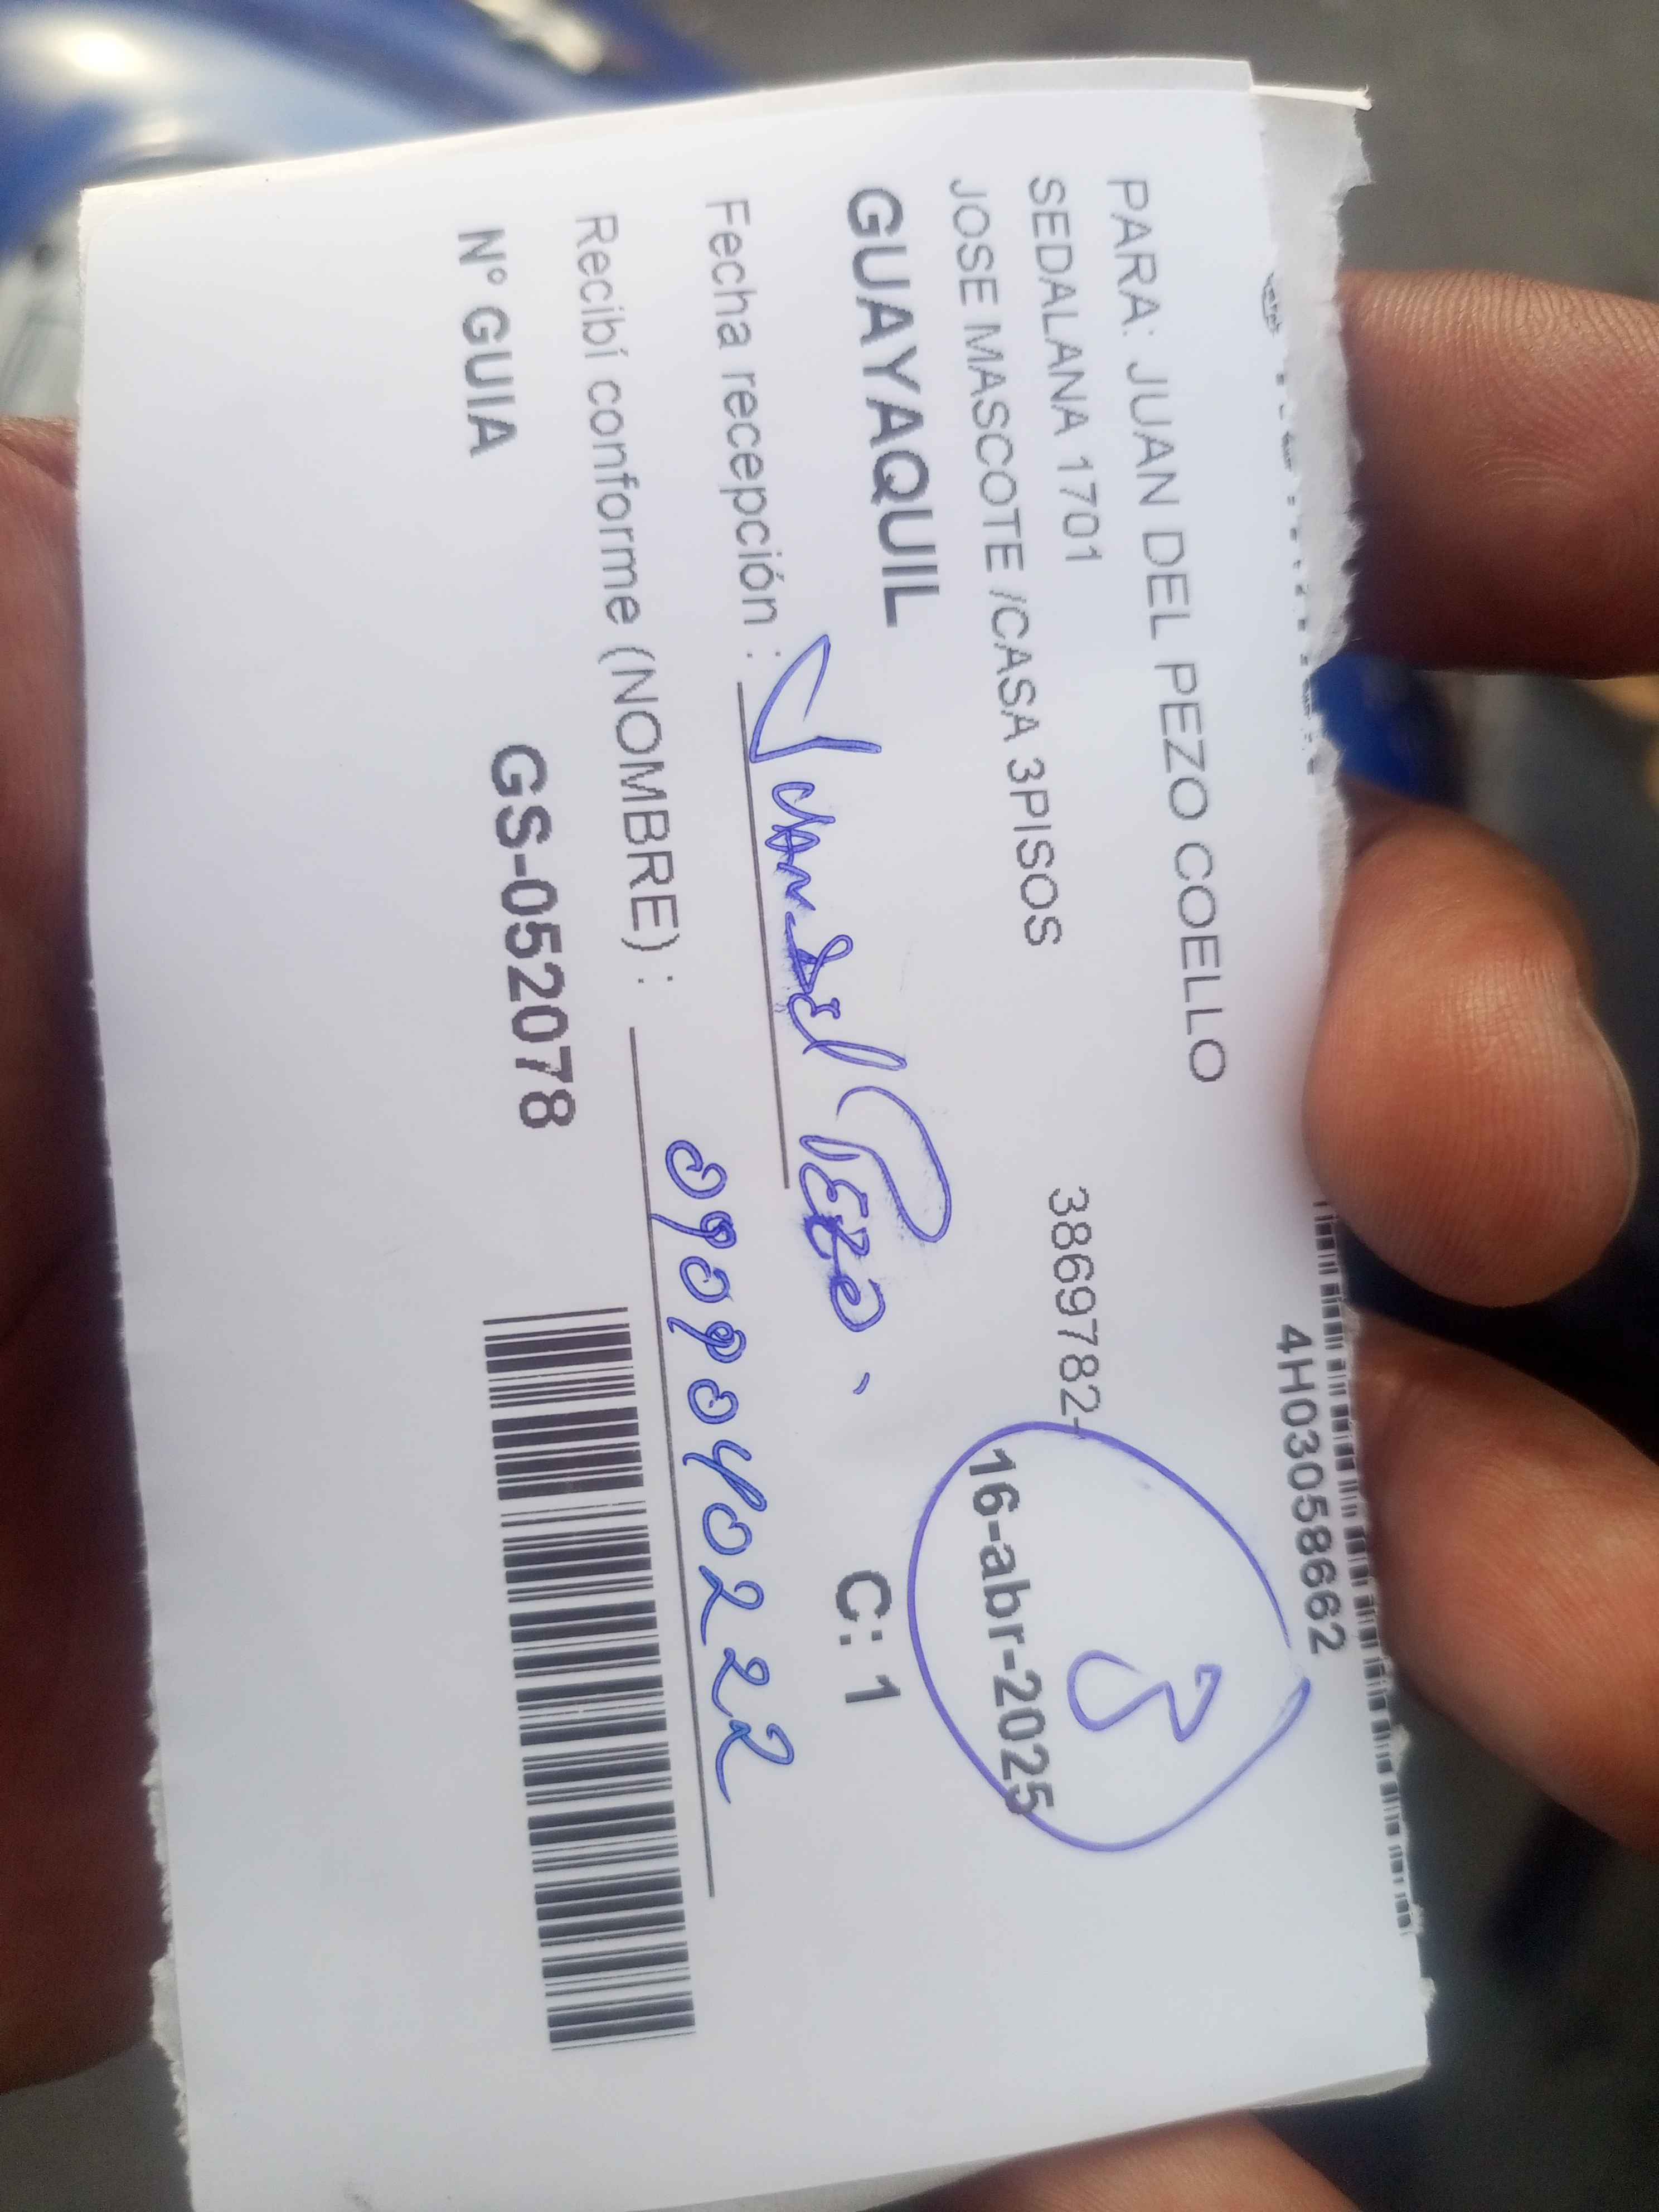 4H03058662
PARA: JUAN DEL PEZO COELLO
SEDALANA 1701 3869782-
JOSE MASCOTE /CASA 3PISOS 16-abr-2025
GUAYAQUIL C: 1
Fecha recepción : Juan del Pezo.
Recibí conforme (NOMBRE) : 0909040222
N° GUIA GS-052078